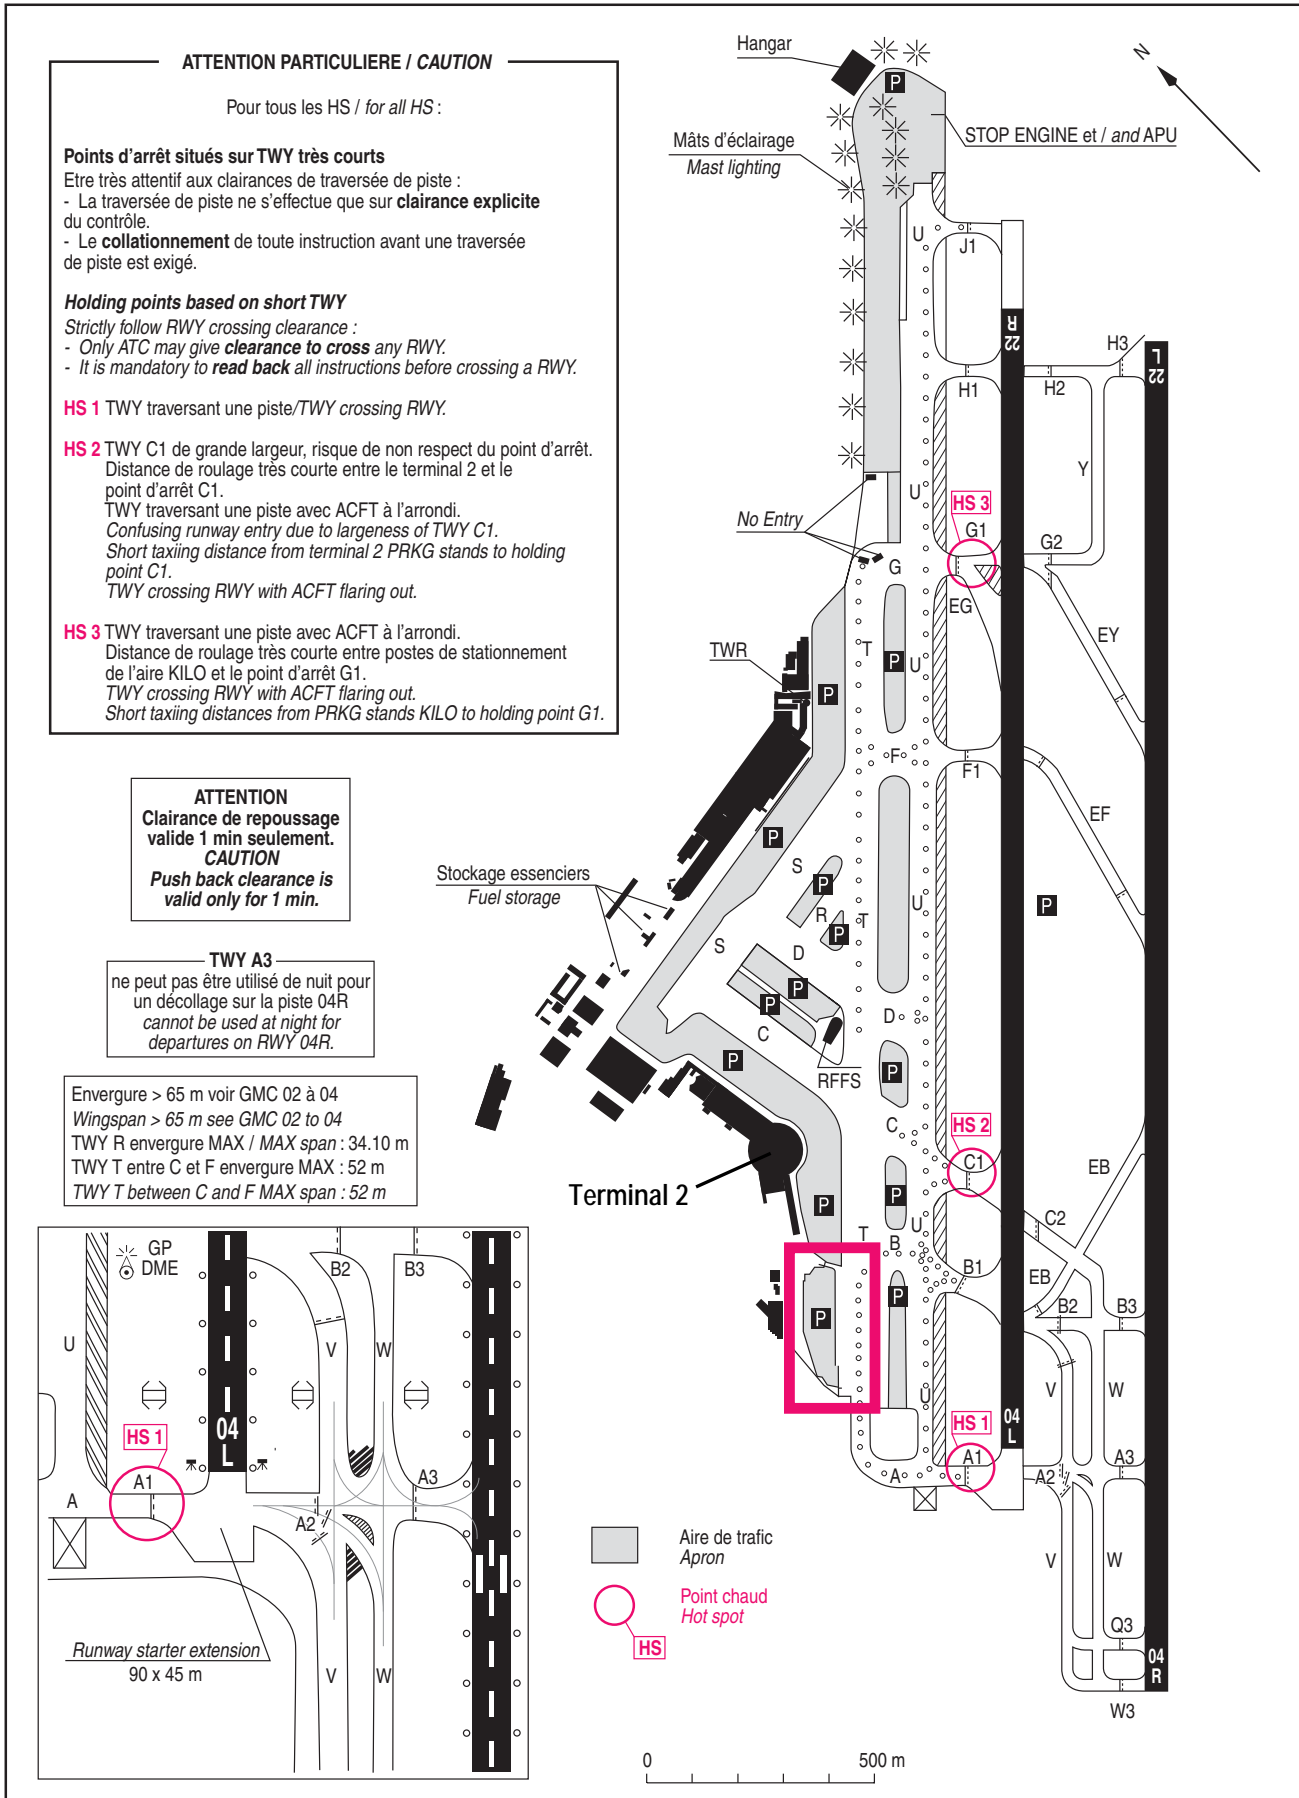 ATTENTION PARTICULIERE / CAUTION
Pour tous les HS / for all HS :
Points d'arrêt situés sur TWY très courts
Etre très attentif aux clairances de traversée de piste :
- La traversée de piste ne s'effectue que sur clairance explicite
du contrôle.
- Le collationnement de toute instruction avant une traversée
de piste est exigé.
Holding points based on short TWY
Strictly follow RWY crossing clearance :
- Only ATC may give clearance to cross any RWY.
- It is mandatory to read back all instructions before crossing a RWY.
HS 1 TWY traversant une piste/TWY crossing RWY.
HS 2 TWY C1 de grande largeur, risque de non respect du point d'arrêt.
Distance de roulage très courte entre le terminal 2 et le
point d'arrêt C1.
TWY traversant une piste avec ACFT à l'arrondi.
Confusing runway entry due to largeness of TWY C1.
Short taxiing distance from terminal 2 PRKG stands to holding
point C1.
TWY crossing RWY with ACFT flaring out.
HS 3 TWY traversant une piste avec ACFT à l'arrondi.
Distance de roulage très courte entre postes de stationnement
de l'aire KILO et le point d'arrêt G1.
TWY crossing RWY with ACFT flaring out.
Short taxiing distances from PRKG stands KILO to holding point G1.
ATTENTION
Clairance de repoussage
valide 1 min seulement.
CAUTION
Push back clearance is
valid only for 1 min.
TWY A3
ne peut pas être utilisé de nuit pour
un décollage sur la piste 04R
cannot be used at night for
departures on RWY 04R.
Envergure > 65 m voir GMC 02 à 04
Wingspan > 65 m see GMC 02 to 04
TWY R envergure MAX / MAX span : 34.10 m
TWY T entre C et F envergure MAX : 52 m
TWY T between C and F MAX span : 52 m
GP
DME
B2
B3
U
V
W
04
L
HS 1
A1
A
A2
A3
Runway starter extension
90 x 45 m
V
W
Hangar
N
P
STOP ENGINE et / and APU
Mâts d'éclairage
Mast lighting
U
J1
22
R
H3
22
L
H1
H2
Y
U
HS 3
No Entry
G1
G2
G
EG
EY
TWR
T
P
U
P
F
F1
EF
P
S
P
Stockage essenciers
Fuel storage
R
T
U
P
P
S
D
P
P
C
D
P
P
RFFS
C
HS 2
C1
EB
Terminal 2
P
P
U
C2
T
B
B1
EB
B2
B3
P
P
V
W
U
04
L
HS 1
A1
A
A2
A3
Aire de trafic
Apron
V
W
Point chaud
Hot spot
HS
Q3
04
R
W3
0
500 m